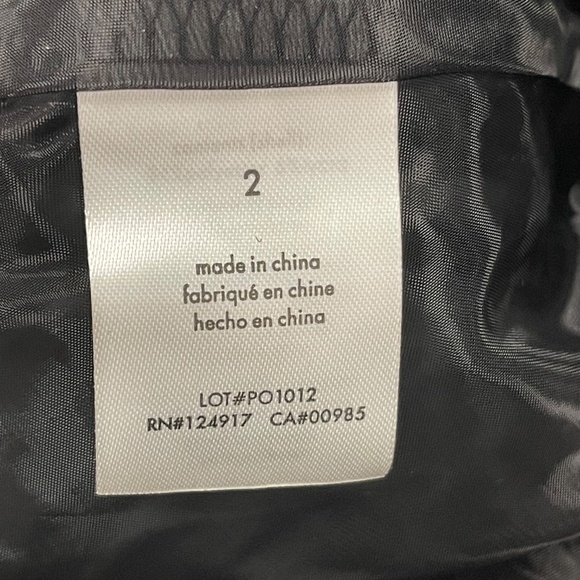 2
made in china
fabriqué en chine
hecho en china
LOT#PO1012
RN#124917 CA#00985